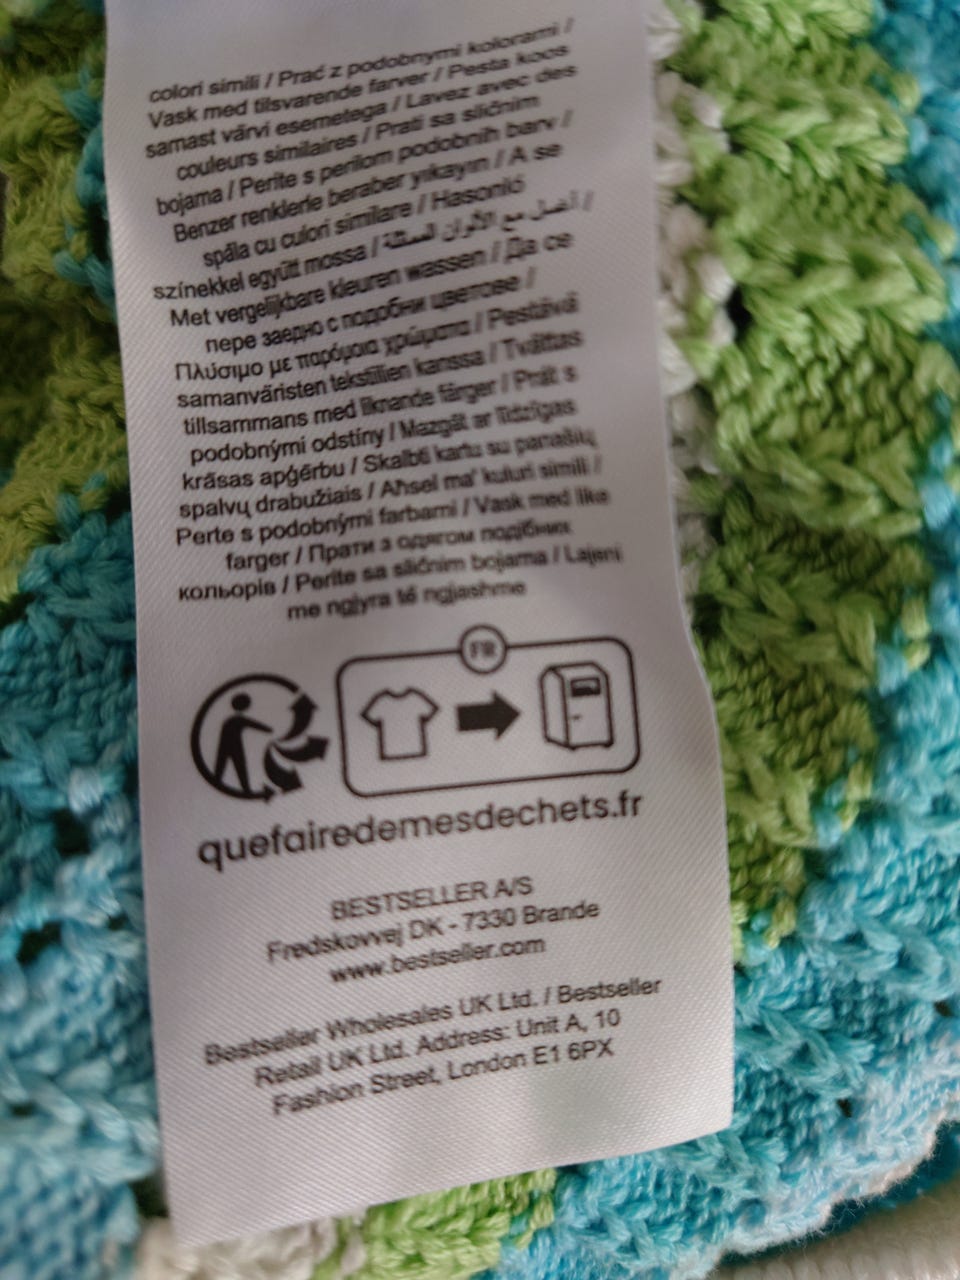 colori simili / Prać z podobnymi kolorami /
Vask med tilsvarende farver / Pesta koos
samast värvi esemetega / Lavez avec des
couleurs similaires / Prati sa sličnim
bojama / Perite s perilom podobnih barv /
Benzer renklerle beraber yıkayın / A se
spăla cu culori similare / Hasonló
színekkel együtt mossa / أغسل مع الألوان المماثلة /
Met vergelijkbare kleuren wassen / Да се
пере заедно с подобни цветове /
Πλύσιμο με παρόμοια χρώματα / Pestävä
samanväristen tekstiilien kanssa / Tvättas
tillsammans med liknande färger / Prát s
podobnými odstíny / Mazgāt ar līdzīgas
krāsas apģērbu / Skalbti kartu su panašių
spalvų drabužiais / Aħsel ma' kuluri simili /
Perte s podobnými farbami / Vask med like
farger / Прати з одягом подібних
кольорів / Perite sa sličnim bojama / Lajeni
me ngjyra të ngjashme
FR
quefairedemesdechets.fr
BESTSELLER A/S
Fredskovvej DK - 7330 Brande
www.bestseller.com
Bestseller Wholesales UK Ltd. / Bestseller
Retail UK Ltd. Address: Unit A, 10
Fashion Street, London E1 6PX